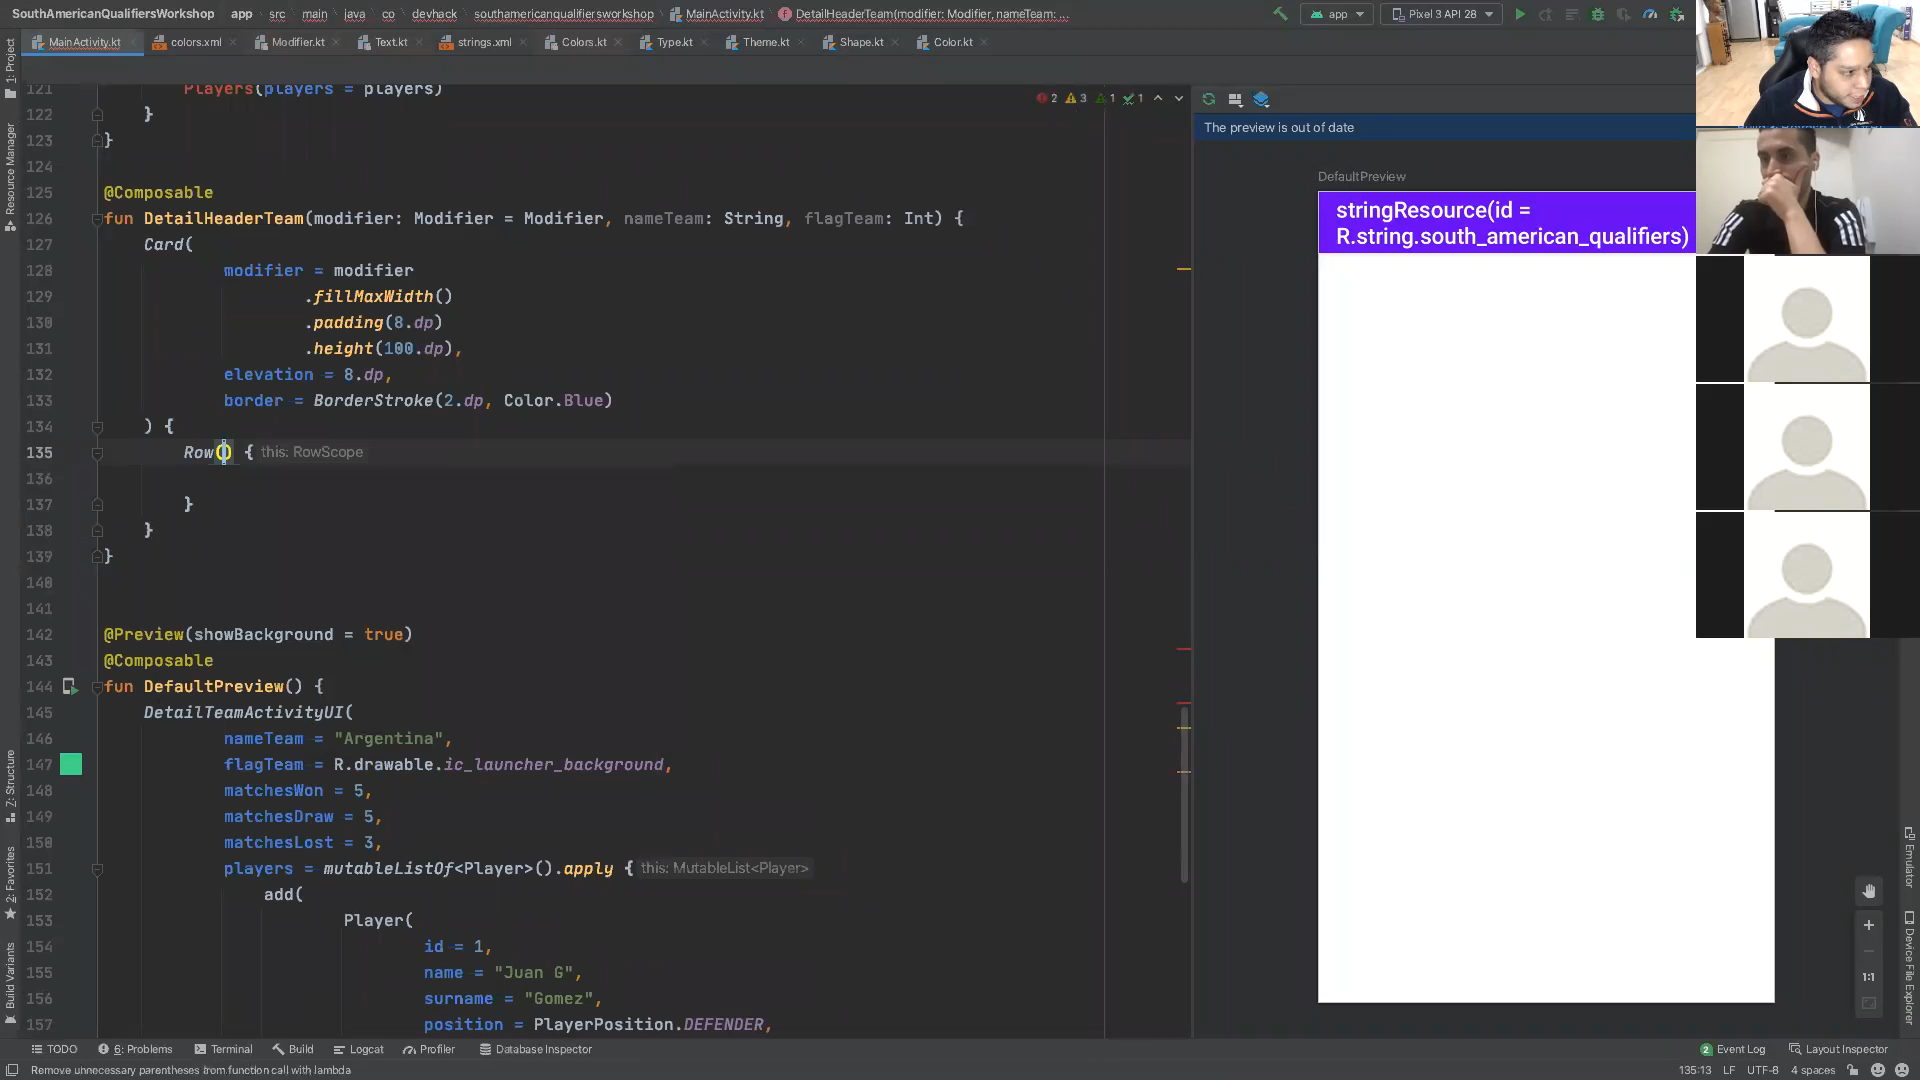 SouthAmericanQualifiersWorkshop app src main java co devhack southamericanqualifiersworkshop MainActivity.kt DetailHeaderTeam(modifier: Modifier, nameTeam: ...
app Pixel 3 API 28
MainActivity.kt colors.xml Modifier.kt Text.kt strings.xml Colors.kt Type.kt Theme.kt Shape.kt Color.kt
1: Project
Resource Manager
Z: Structure
2: Favorites
Build Variants
121 Players(players = players)
122 }
123 }
124
125 @Composable
126 fun DetailHeaderTeam(modifier: Modifier = Modifier, nameTeam: String, flagTeam: Int) {
127 Card(
128 modifier = modifier
129 .fillMaxWidth()
130 .padding(8.dp)
131 .height(100.dp),
132 elevation = 8.dp,
133 border = BorderStroke(2.dp, Color.Blue)
134 ) {
135 Row() { this: RowScope
136
137 }
138 }
139 }
140
141
142 @Preview(showBackground = true)
143 @Composable
144 fun DefaultPreview() {
145 DetailTeamActivityUI(
146 nameTeam = "Argentina",
147 flagTeam = R.drawable.ic_launcher_background,
148 matchesWon = 5,
149 matchesDraw = 5,
150 matchesLost = 3,
151 players = mutableListOf<Player>().apply { this: MutableList<Player>
152 add(
153 Player(
154 id = 1,
155 name = "Juan G",
156 surname = "Gomez",
157 position = PlayerPosition.DEFENDER,
2 3 1 1
The preview is out of date
DefaultPreview
stringResource(id =
R.string.south_american_qualifiers)
1:1
Emulator
Device File Explorer
TODO 6: Problems Terminal Build Logcat Profiler Database Inspector 2 Event Log Layout Inspector
Remove unnecessary parentheses from function call with lambda 135:13 LF UTF-8 4 spaces